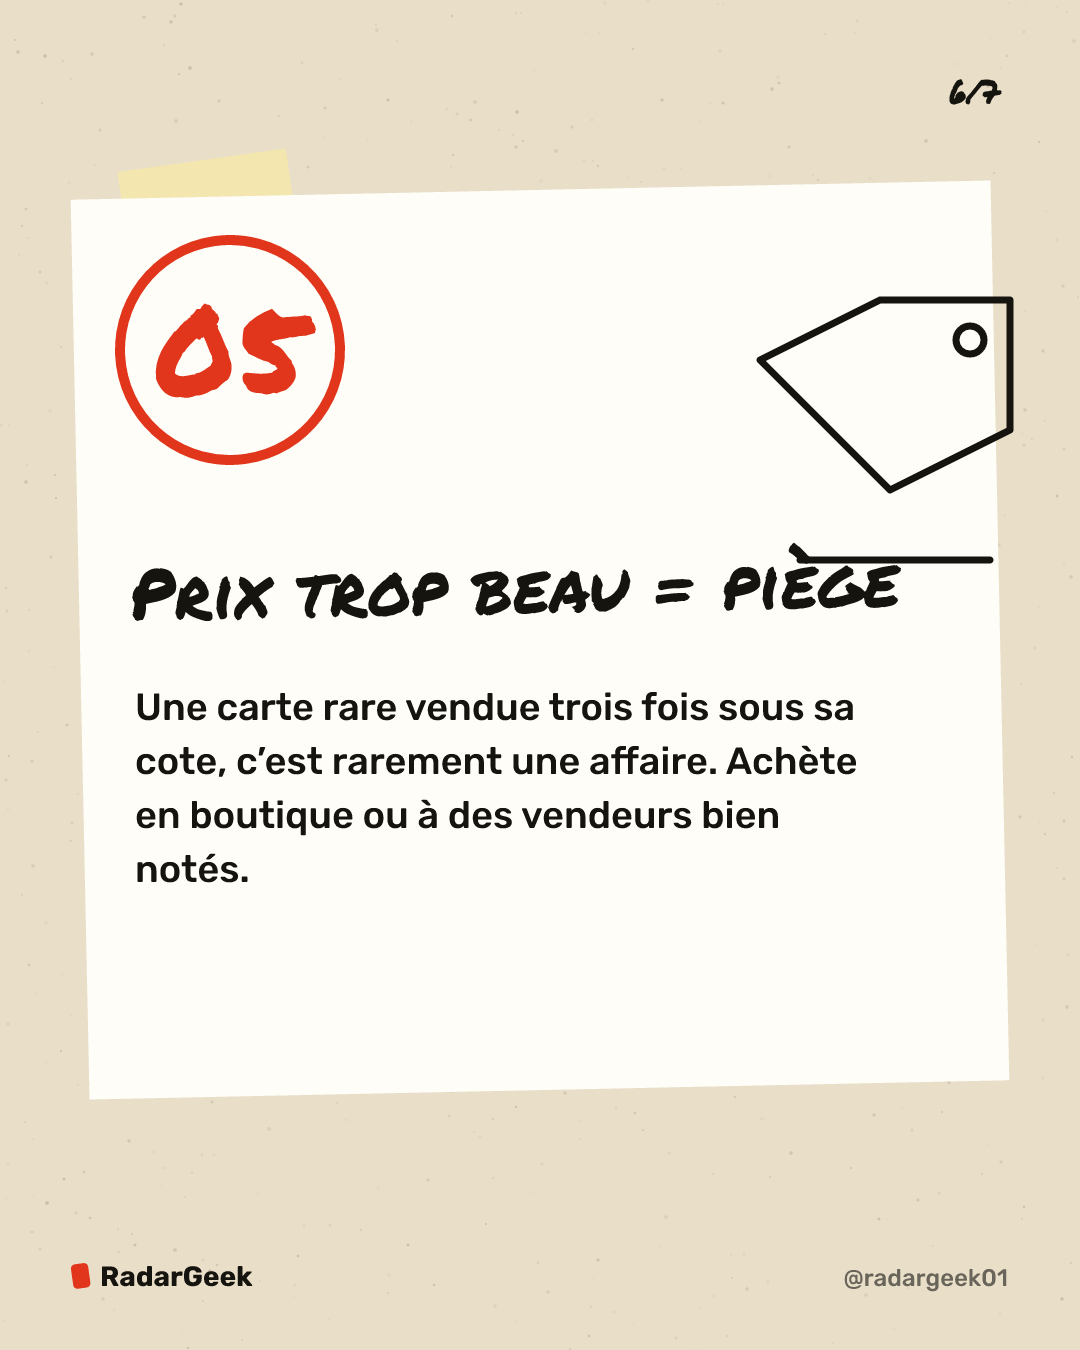 6/7
05
PRIX TROP BEAU = PIÈGE
Une carte rare vendue trois fois sous sa
cote, c’est rarement une affaire. Achète
en boutique ou à des vendeurs bien
notés.
RadarGeek
@radargeek01